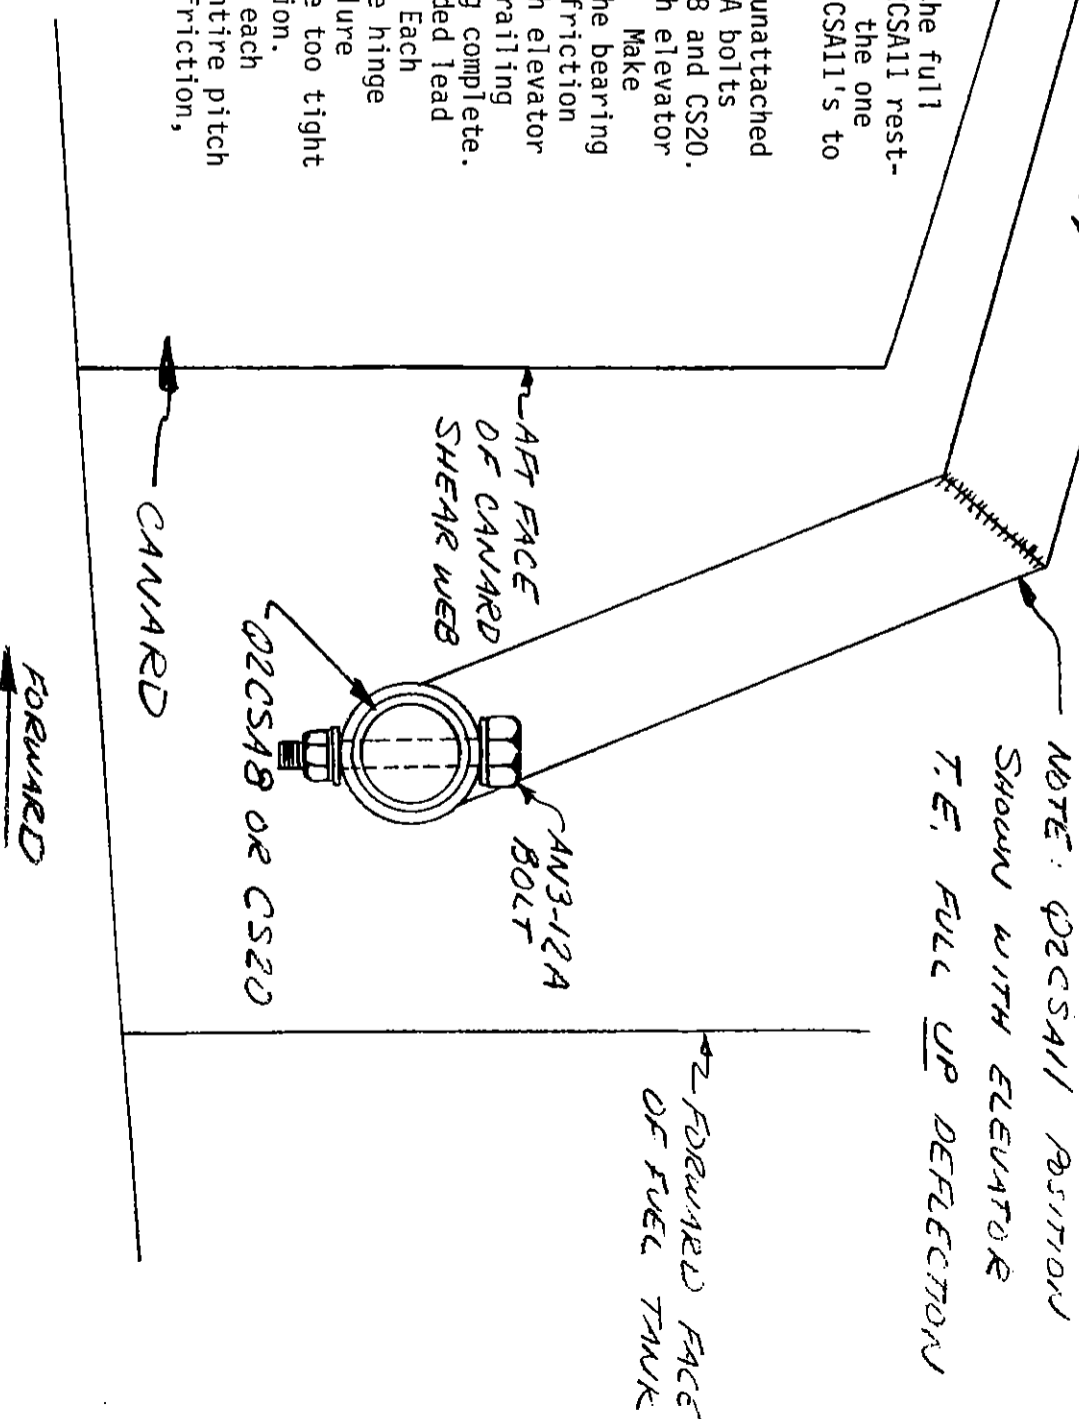 he full
CSA11 rest-
the one
CSA11's to
unattached
A bolts
8 and CS20.
h elevator
Make
he bearing
friction
h elevator
railing
g complete.
ded lead
Each
e hinge
lure
e too tight
ion.
each
ntire pitch
friction,
NOTE: Q2CSA11 POSITION
SHOWN WITH ELEVATOR
T.E. FULL UP DEFLECTION
AFT FACE
OF CANARD
SHEAR WEB
AN3-12A
BOLT
FORWARD FACE
OF FUEL TANK
Q2CSA8 OR CS20
CANARD
FORWARD